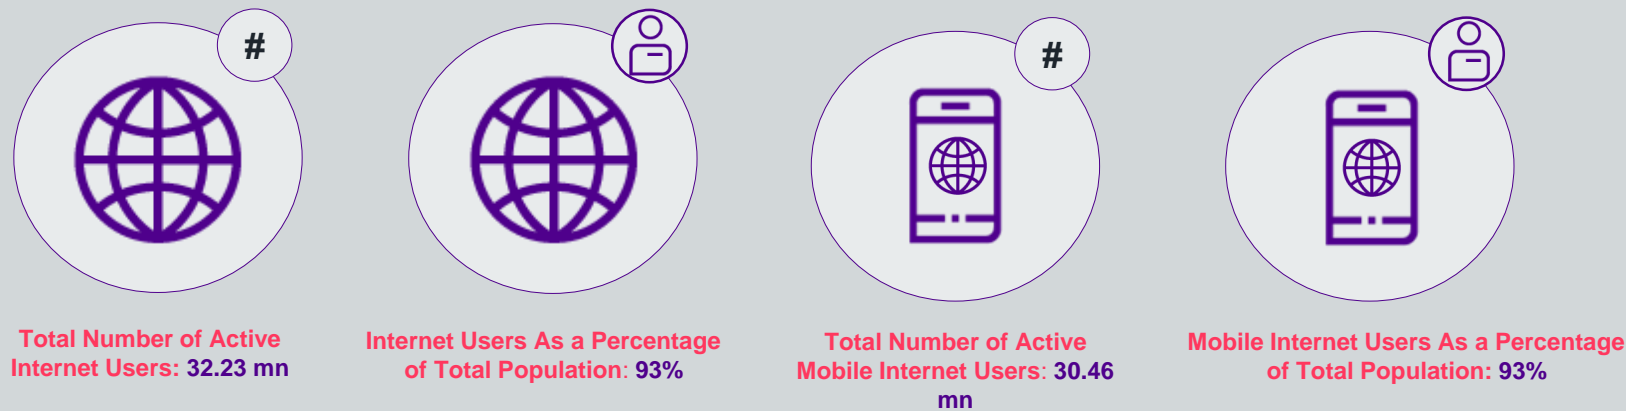 #
#
Total Number of Active
Internet Users: 32.23 mn
Internet Users As a Percentage
of Total Population: 93%
Total Number of Active
Mobile Internet Users: 30.46
mn
Mobile Internet Users As a Percentage
of Total Population: 93%